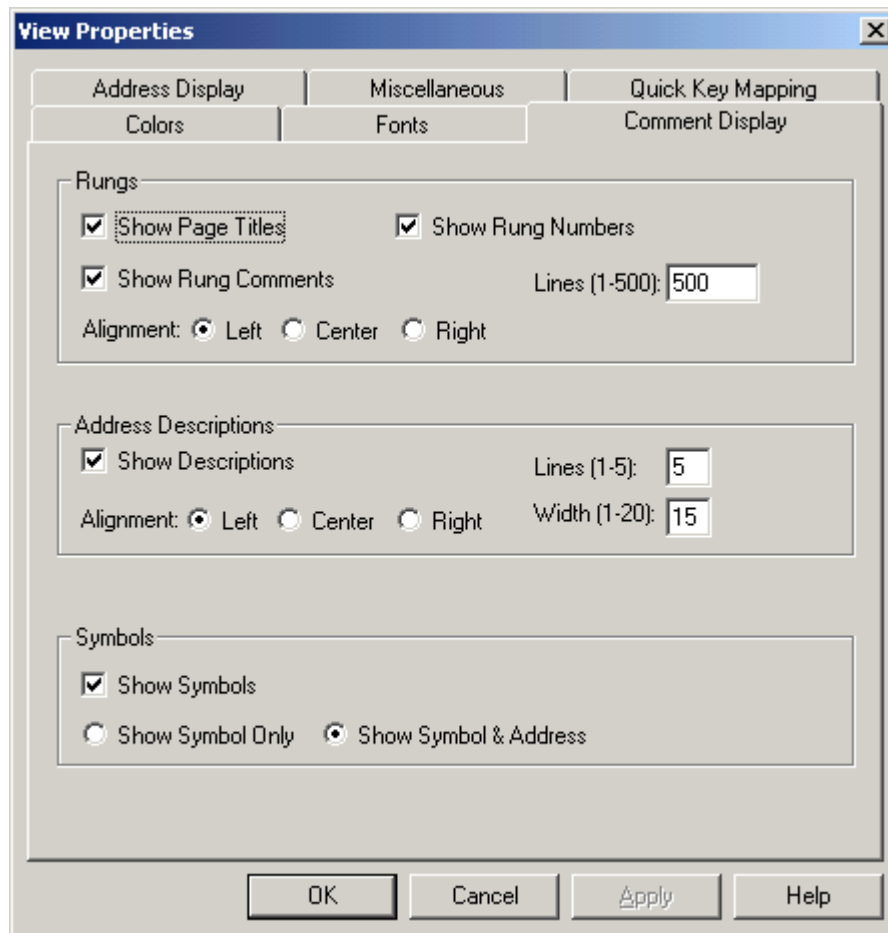 View Properties
Address Display Miscellaneous Quick Key Mapping
Colors Fonts Comment Display
Rungs
Show Page Titles Show Rung Numbers
Show Rung Comments Lines (1-500): 500
Alignment: Left Center Right
Address Descriptions
Show Descriptions Lines (1-5): 5
Alignment: Left Center Right Width (1-20): 15
Symbols
Show Symbols
Show Symbol Only Show Symbol & Address
OK Cancel Apply Help